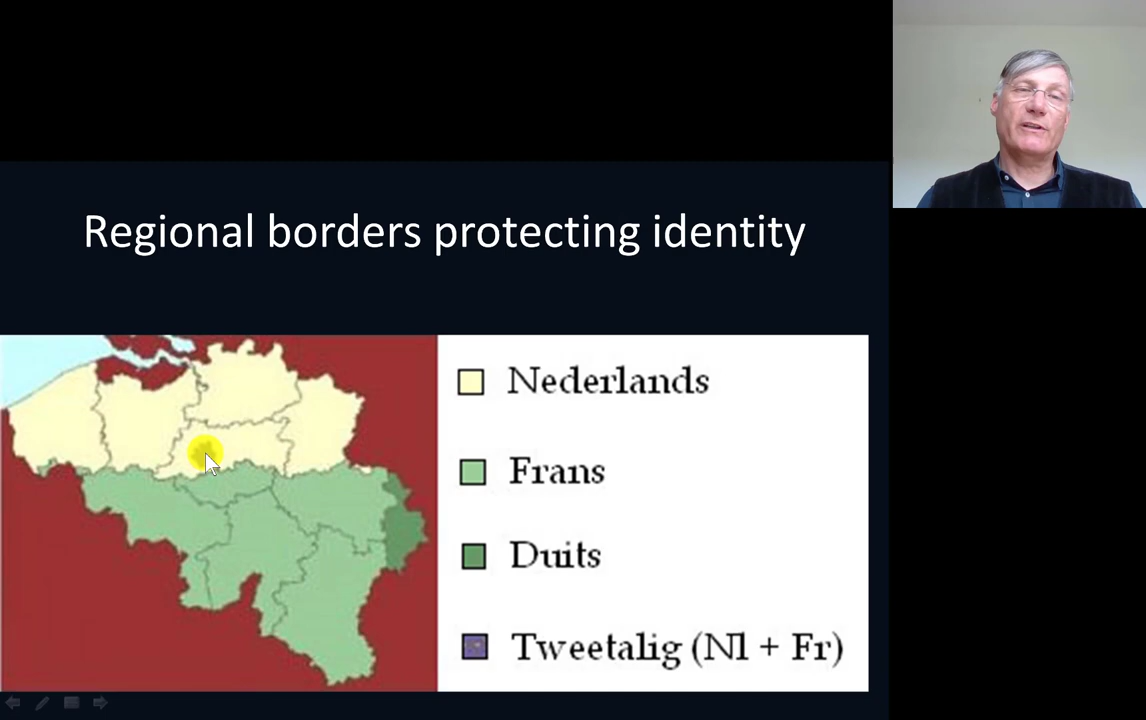 Regional borders protecting identity
Nederlands
Frans
Duits
Tweetalig (Nl + Fr)